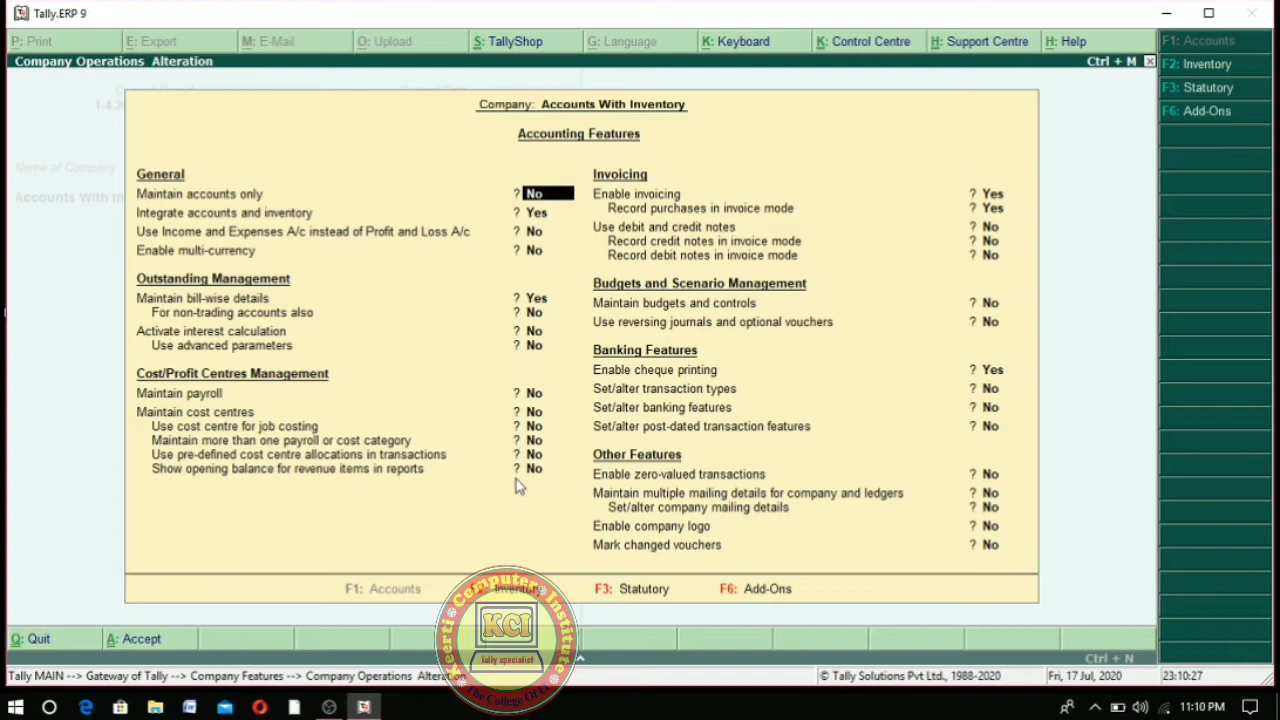 Tally.ERP 9
P: Print
E: Export
M: E-Mail
O: Upload
S: TallyShop
G: Language
K: Keyboard
K: Control Centre
H: Support Centre
H: Help
F1: Accounts
F2: Inventory
F3: Statutory
F6: Add-Ons
Company Operations Alteration
Ctrl + M
Name of Company
Accounts With In
Company: Accounts With Inventory
Accounting Features
General
Maintain accounts only ? No
Integrate accounts and inventory ? Yes
Use Income and Expenses A/c instead of Profit and Loss A/c ? No
Enable multi-currency ? No
Outstanding Management
Maintain bill-wise details ? Yes
For non-trading accounts also ? No
Activate interest calculation ? No
Use advanced parameters ? No
Cost/Profit Centres Management
Maintain payroll ? No
Maintain cost centres ? No
Use cost centre for job costing ? No
Maintain more than one payroll or cost category ? No
Use pre-defined cost centre allocations in transactions ? No
Show opening balance for revenue items in reports ? No
Invoicing
Enable invoicing ? Yes
Record purchases in invoice mode ? Yes
Use debit and credit notes ? No
Record credit notes in invoice mode ? No
Record debit notes in invoice mode ? No
Budgets and Scenario Management
Maintain budgets and controls ? No
Use reversing journals and optional vouchers ? No
Banking Features
Enable cheque printing ? Yes
Set/alter transaction types ? No
Set/alter banking features ? No
Set/alter post-dated transaction features ? No
Other Features
Enable zero-valued transactions ? No
Maintain multiple mailing details for company and ledgers ? No
Set/alter company mailing details ? No
Enable company logo ? No
Mark changed vouchers ? No
F1: Accounts
Inventory
F3: Statutory
F6: Add-Ons
Computer Institute
KCI
Tally specialist
Q: Quit
A: Accept
Ctrl + N
Tally MAIN --> Gateway of Tally --> Company Features --> Company Operations Alteration
© Tally Solutions Pvt Ltd., 1988-2020
Fri, 17 Jul, 2020
23:10:27
11:10 PM